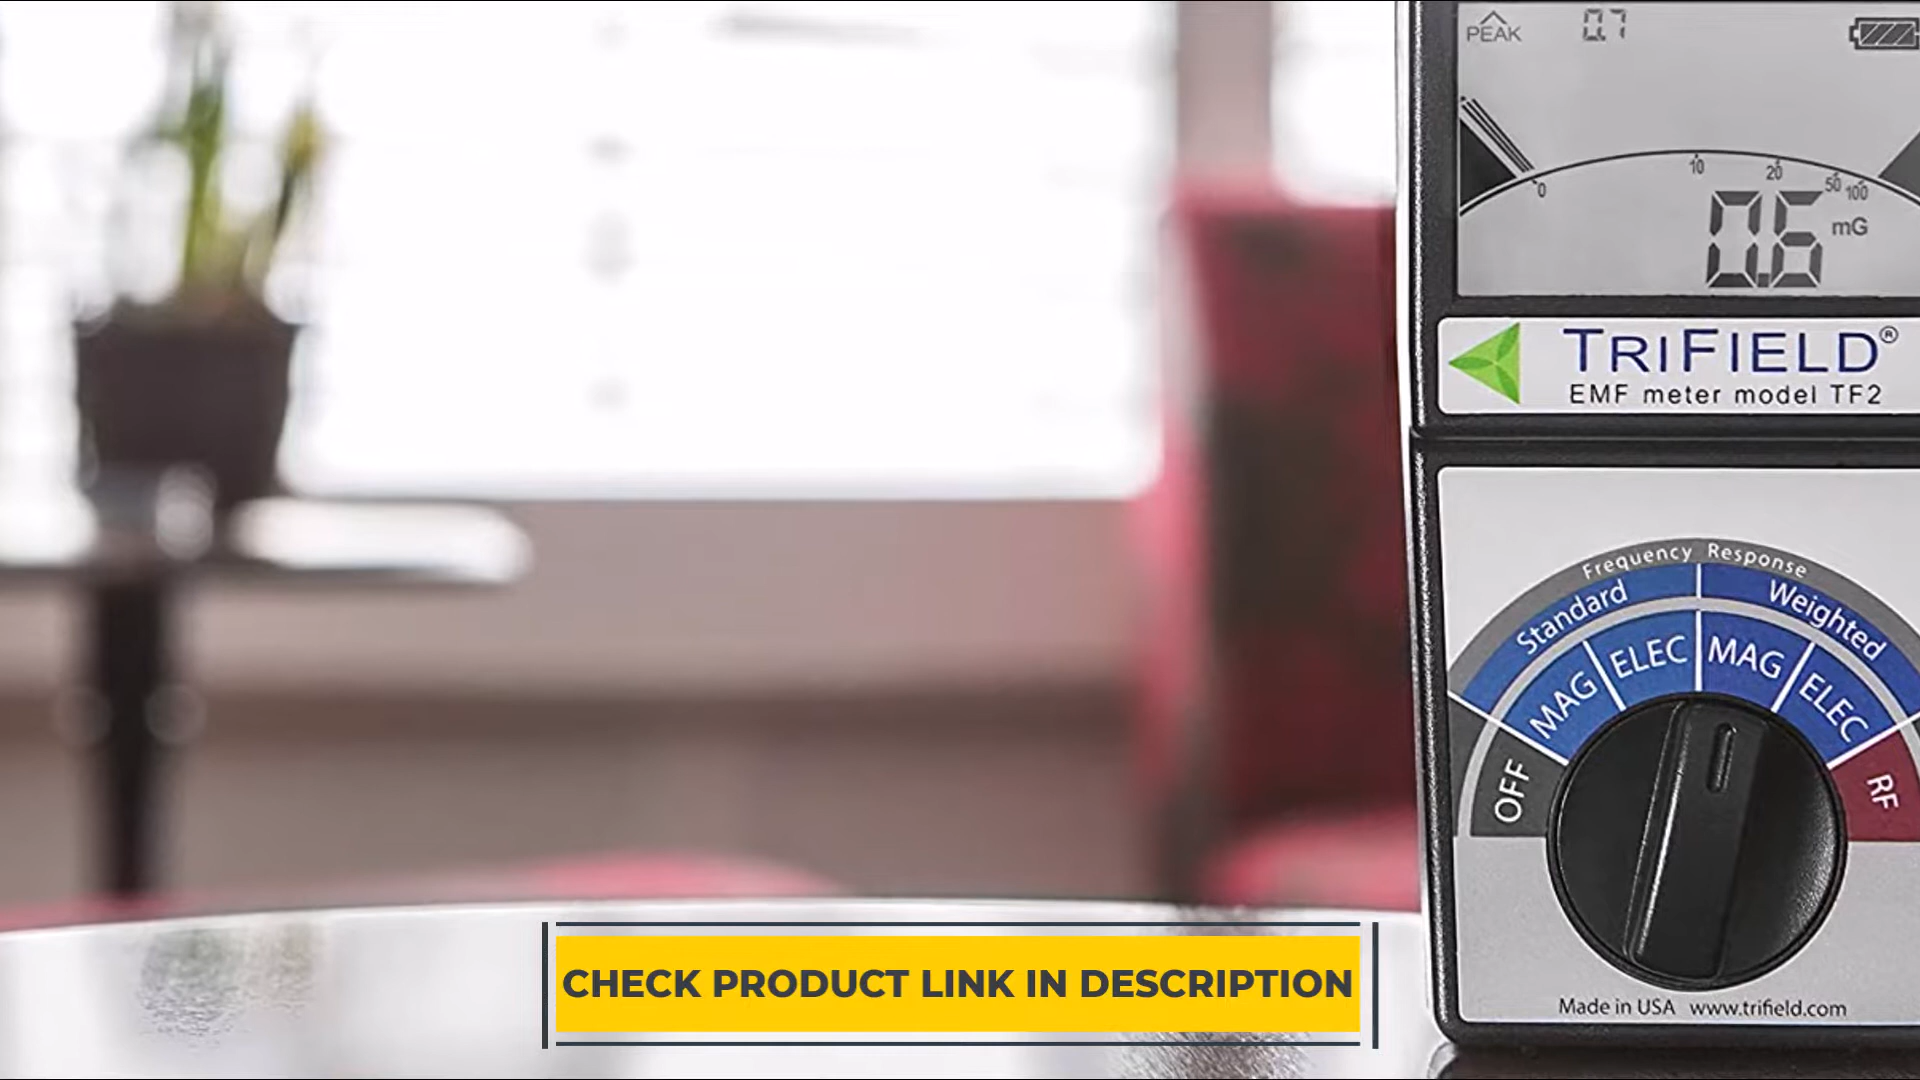 PEAK 0.7
0 10 20 50 100
0.6 mG
TRIFIELD®
EMF meter model TF2
Frequency Response
Standard Weighted
MAG ELEC MAG ELEC
OFF RF
Made in USA www.trifield.com
CHECK PRODUCT LINK IN DESCRIPTION